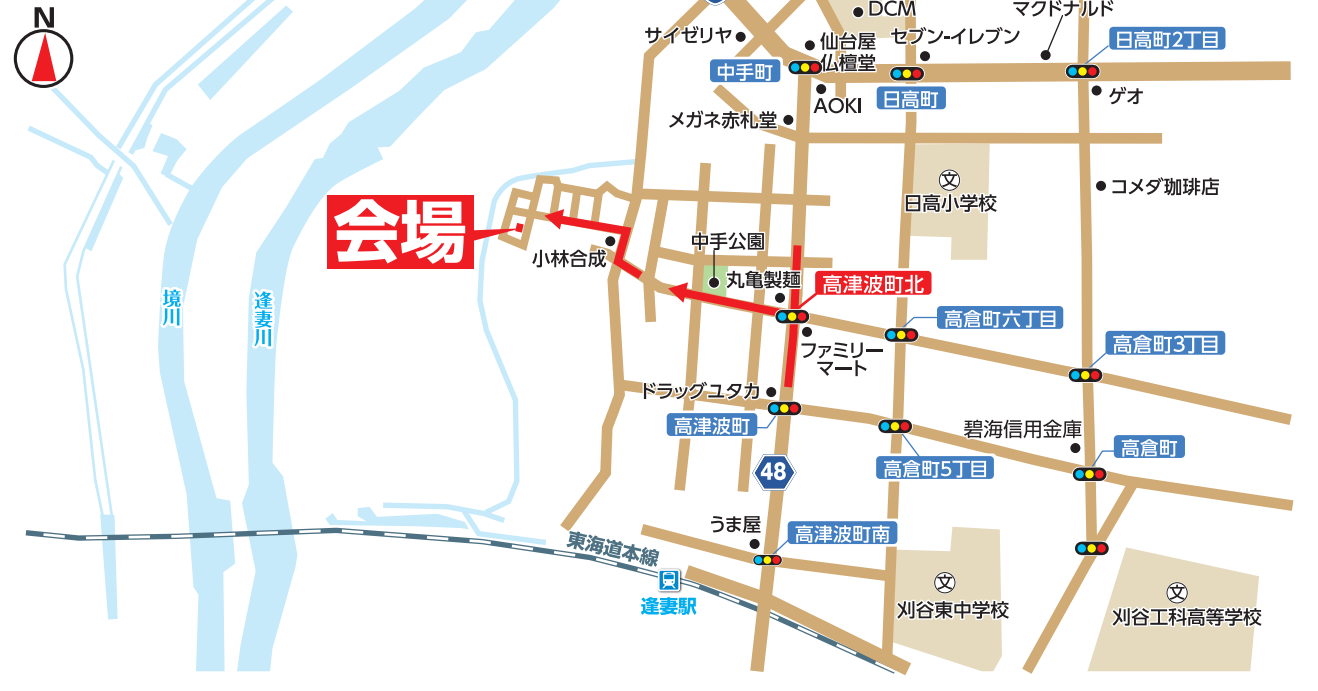 N
DCM
マクドナルド
サイゼリヤ
仙台屋
仏壇堂
セブン-イレブン
日高町2丁目
中手町
日高町
AOKI
ゲオ
メガネ赤札堂
文
日高小学校
コメダ珈琲店
会場
小林合成
中手公園
丸亀製麺
高津波町北
境川
逢妻川
高倉町六丁目
高倉町3丁目
ファミリー
マート
ドラッグユタカ
高津波町
碧海信用金庫
高倉町
高倉町5丁目
48
うま屋
高津波町南
東海道本線
逢妻駅
文
刈谷東中学校
文
刈谷工科高等学校